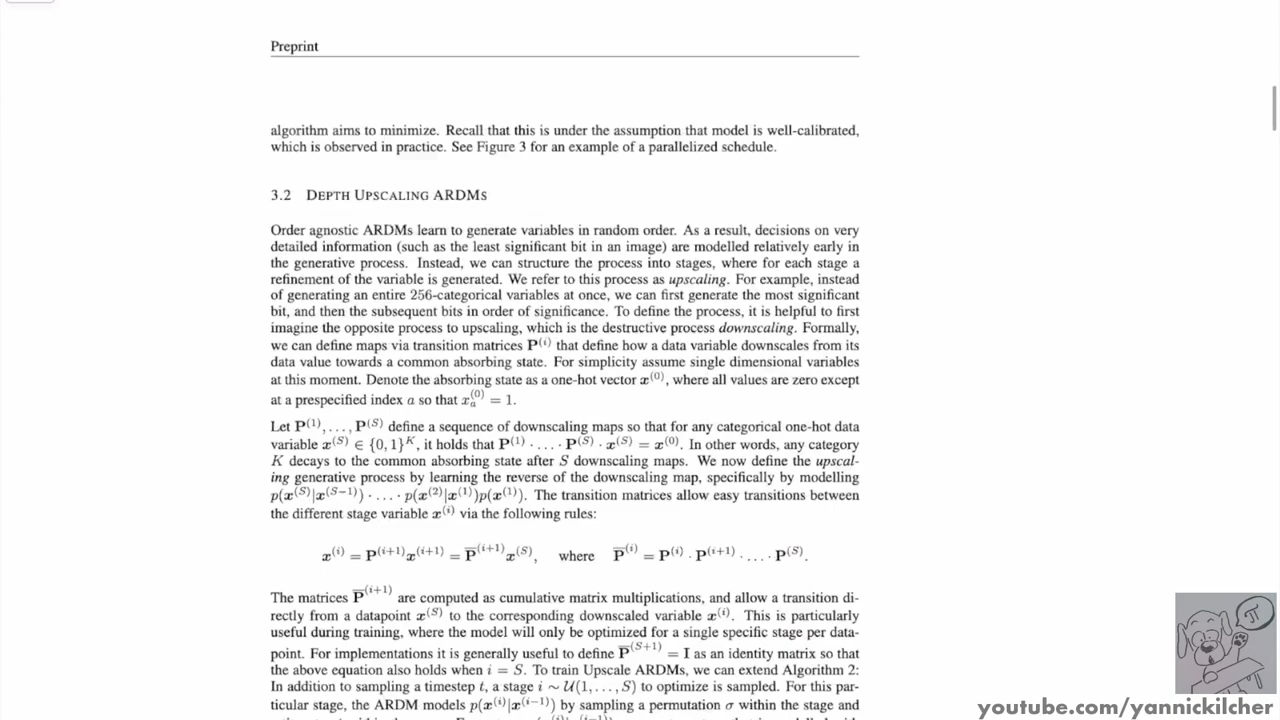 Preprint
algorithm aims to minimize. Recall that this is under the assumption that model is well-calibrated,
which is observed in practice. See Figure 3 for an example of a parallelized schedule.
3.2 DEPTH UPSCALING ARDMS
Order agnostic ARDMs learn to generate variables in random order. As a result, decisions on very
detailed information (such as the least significant bit in an image) are modelled relatively early in
the generative process. Instead, we can structure the process into stages, where for each stage a
refinement of the variable is generated. We refer to this process as upscaling. For example, instead
of generating an entire 256-categorical variables at once, we can first generate the most significant
bit, and then the subsequent bits in order of significance. To define the process, it is helpful to first
imagine the opposite process to upscaling, which is the destructive process downscaling. Formally,
we can define maps via transition matrices P^(i) that define how a data variable downscales from its
data value towards a common absorbing state. For simplicity assume single dimensional variables
at this moment. Denote the absorbing state as a one-hot vector x^(0), where all values are zero except
at a prespecified index a so that x_a^(0) = 1.
Let P^(1), . . . , P^(S) define a sequence of downscaling maps so that for any categorical one-hot data
variable x^(S) ∈ {0, 1}^K, it holds that P^(1) · . . . · P^(S) · x^(S) = x^(0). In other words, any category
K decays to the common absorbing state after S downscaling maps. We now define the upscal-
ing generative process by learning the reverse of the downscaling map, specifically by modelling
p(x^(S)|x^(S−1)) · . . . · p(x^(2)|x^(1))p(x^(1)). The transition matrices allow easy transitions between
the different stage variable x^(i) via the following rules:
x^(i) = P^(i+1)x^(i+1) = P̅^(i+1)x^(S), where P̅^(i) = P^(i) · P^(i+1) · . . . · P^(S).
The matrices P̅^(i+1) are computed as cumulative matrix multiplications, and allow a transition di-
rectly from a datapoint x^(S) to the corresponding downscaled variable x^(i). This is particularly
useful during training, where the model will only be optimized for a single specific stage per data-
point. For implementations it is generally useful to define P̅^(S+1) = I as an identity matrix so that
the above equation also holds when i = S. To train Upscale ARDMs, we can extend Algorithm 2:
In addition to sampling a timestep t, a stage i ∼ U(1, . . . , S) to optimize is sampled. For this par-
ticular stage, the ARDM models p(x^(i)|x^(i−1)) by sampling a permutation σ within the stage and
π
youtube.com/yannickilcher